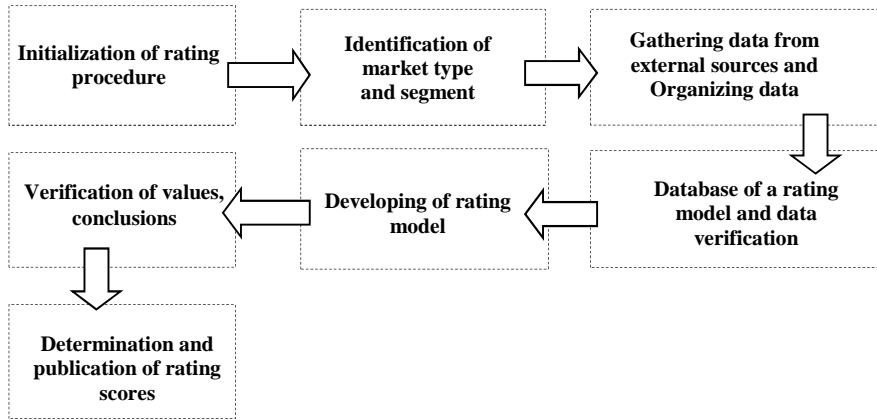 Initialization of rating
procedure
Identification of
market type
and segment
Gathering data from
external sources and
Organizing data
Database of a rating
model and data
verification
Developing of rating
model
Verification of values,
conclusions
Determination and
publication of rating
scores